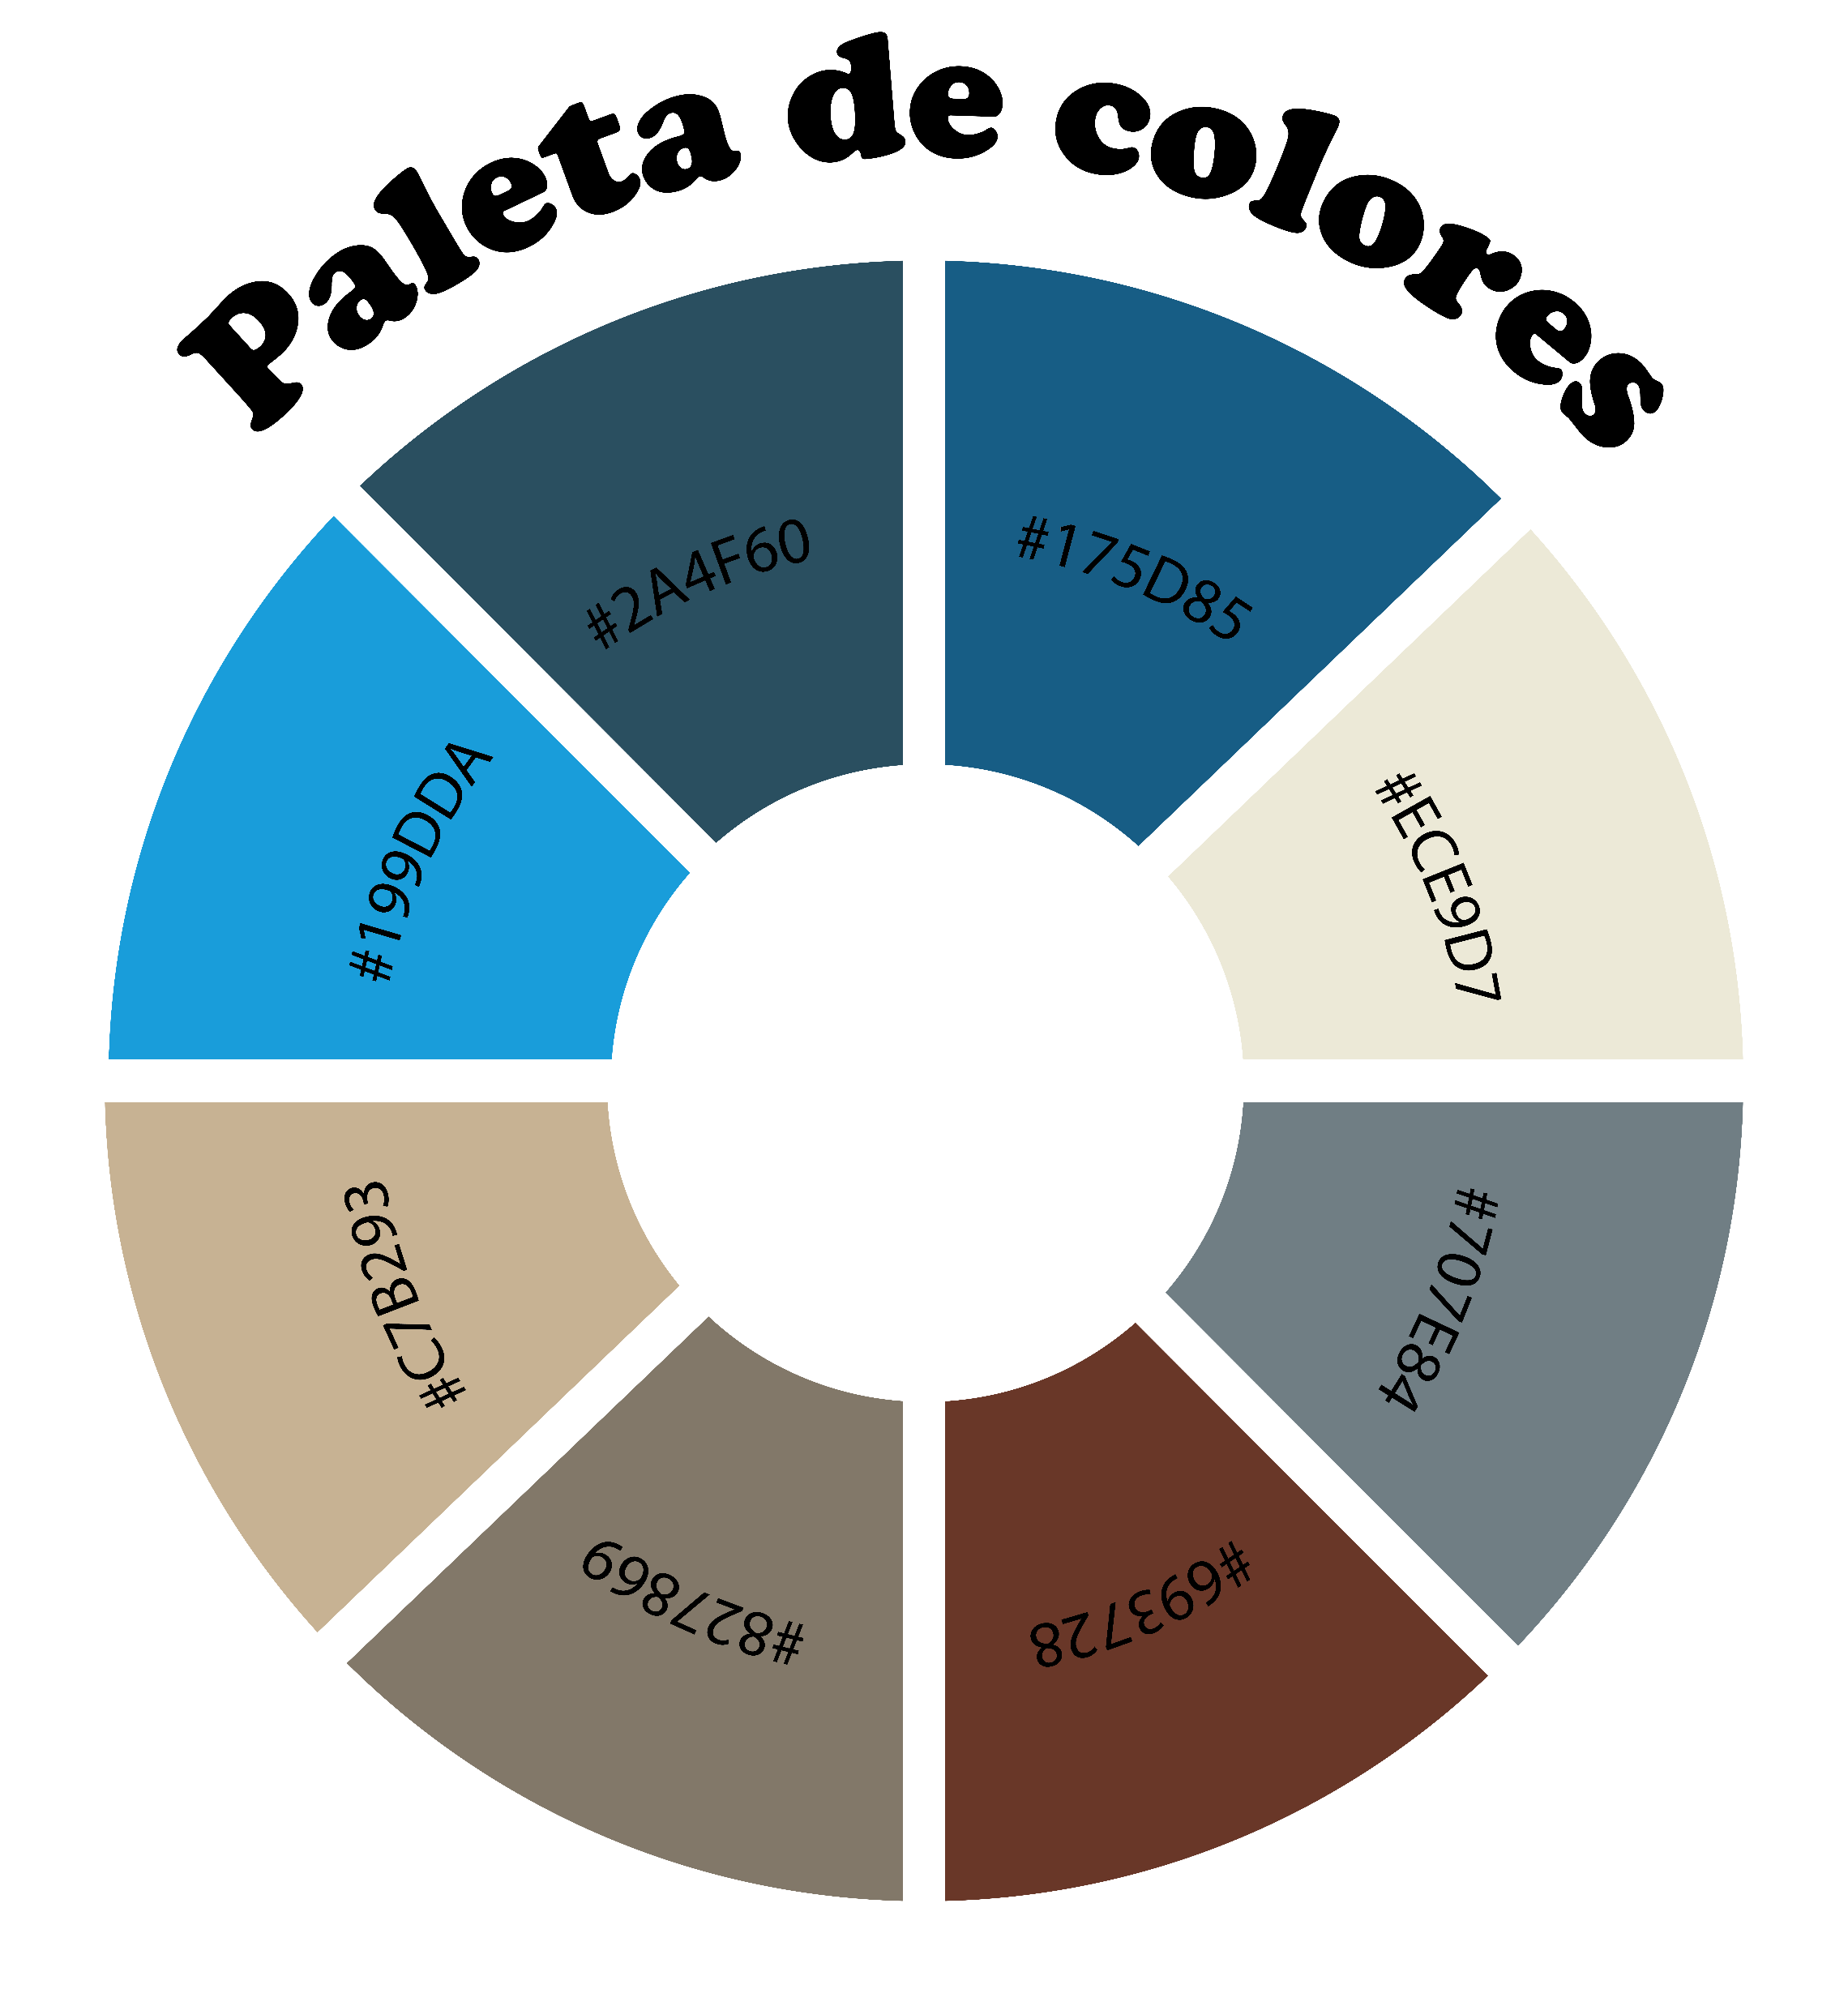 Paleta de colores
#2A4F60
#175D85
#199DDA
#ECE9D7
#C7B293
#707E84
#827869
#693728